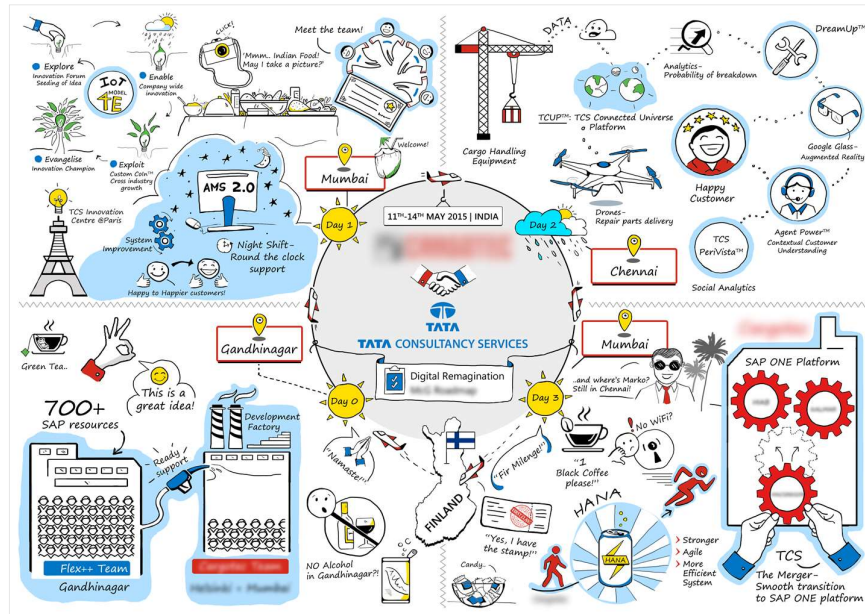 CLICK!
"Mmm.. Indian Food!
May I take a picture?"
Meet the team!
Explore
Innovation Forum
Seeding of Idea
Enable
Company wide
innovation
IoT
MODEL
4E
Evangelise
Innovation Champion
Exploit
Custom CoIn™
Cross industry
growth
TCS Innovation
Centre @Paris
AMS 2.0
System
Improvement
Night Shift-
Round the clock
support
Happy to Happier customers!
Welcome!
Mumbai
Day 1
DATA
Cargo Handling
Equipment
TCUP™: TCS Connected Universe
Platform
Analytics-
Probability of breakdown
DreamUp™
Google Glass-
Augmented Reality
Happy
Customer
Drones-
Repair parts delivery
Agent Power™
Contextual Customer
Understanding
TCS
PeriVista™
Social Analytics
Day 2
Chennai
11TH-14TH MAY 2015 | INDIA
TATA
TATA CONSULTANCY SERVICES
Digital Remagination
Gandhinagar
Day 0
Green Tea..
This is a
great idea!
700+
SAP resources
Ready
support
Development
Factory
Flex++ Team
Gandhinagar
"Namaste!"
NO Alcohol
in Gandhinagar?!
FINLAND
Mumbai
Day 3
..and where's Marko?
Still in Chennai!
"Fir Milenge!"
"1
Black Coffee
please!"
No WiFi?
"Yes, I have
the stamp!"
Candy..
HANA
HANA
Stronger
Agile
More
Efficient
System
SAP ONE Platform
TCS
The Merger-
Smooth transition
to SAP ONE platform